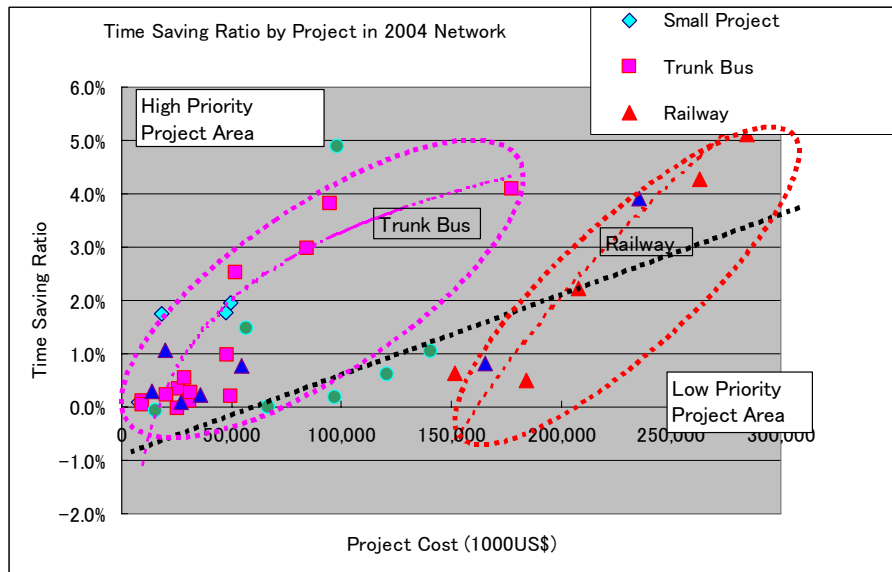 Time Saving Ratio by Project in 2004 Network
Small Project
Trunk Bus
Railway
High Priority
Project Area
6.0%
5.0%
4.0%
3.0%
2.0%
1.0%
0.0%
-1.0%
-2.0%
Time Saving Ratio
Trunk Bus
Railway
Low Priority
Project Area
0
50,000
100,000
150,000
200,000
250,000
300,000
Project Cost (1000US$)